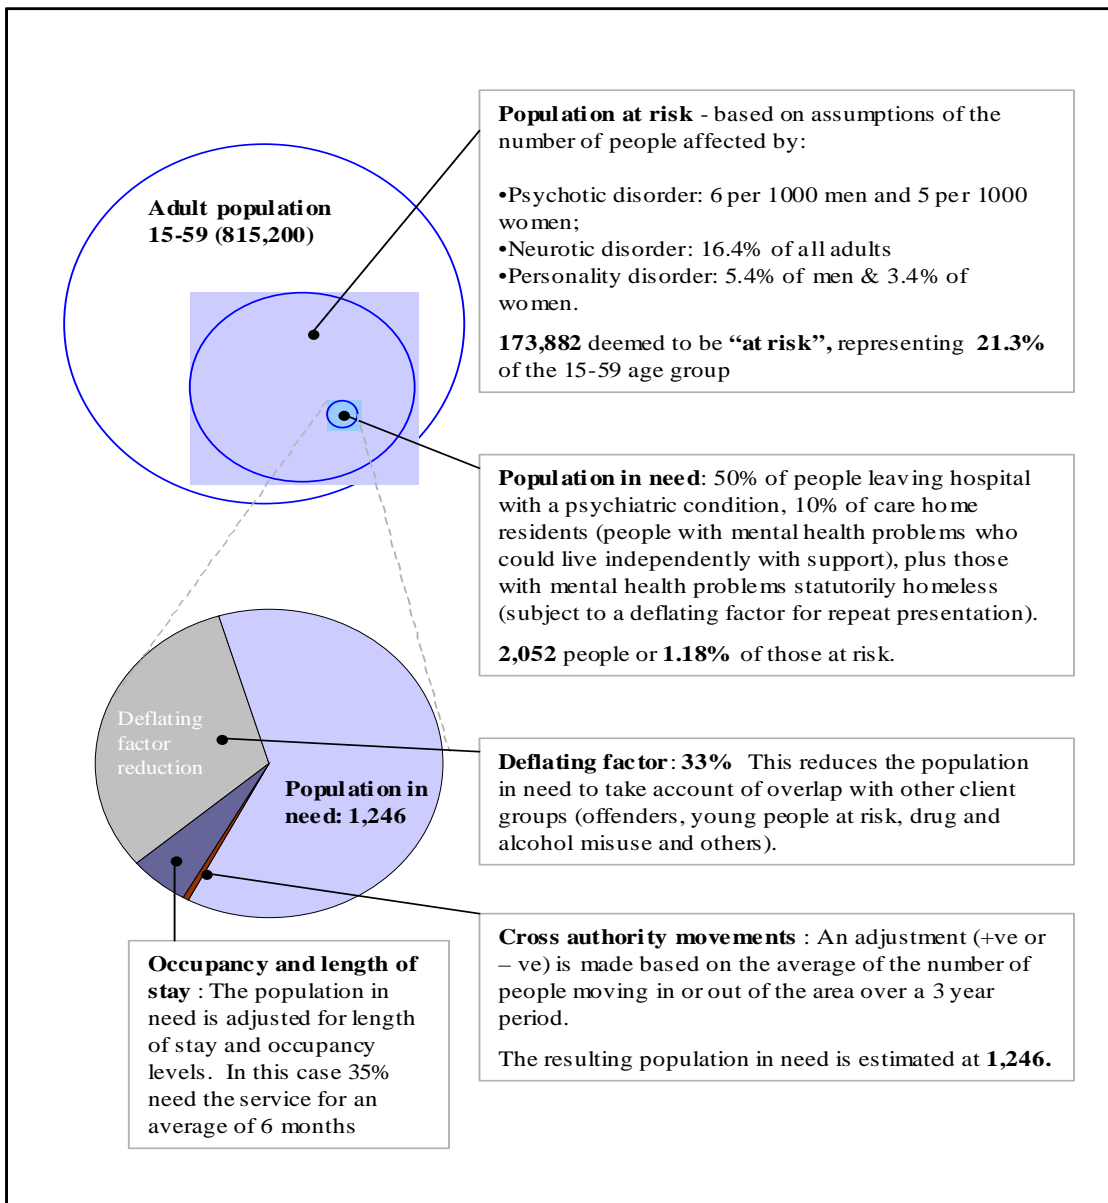 Population at risk - based on assumptions of the
number of people affected by:
•Psychotic disorder: 6 per 1000 men and 5 per 1000
women;
•Neurotic disorder: 16.4% of all adults
•Personality disorder: 5.4% of men & 3.4% of
women.
173,882 deemed to be “at risk”, representing 21.3%
of the 15-59 age group
Adult population
15-59 (815,200)
Population in need: 50% of people leaving hospital
with a psychiatric condition, 10% of care home
residents (people with mental health problems who
could live independently with support), plus those
with mental health problems statutorily homeless
(subject to a deflating factor for repeat presentation).
2,052 people or 1.18% of those at risk.
Deflating
factor
reduction
Population in
need: 1,246
Deflating factor: 33% This reduces the population
in need to take account of overlap with other client
groups (offenders, young people at risk, drug and
alcohol misuse and others).
Cross authority movements : An adjustment (+ve or
– ve) is made based on the average of the number of
people moving in or out of the area over a 3 year
period.
The resulting population in need is estimated at 1,246.
Occupancy and length of
stay : The population in
need is adjusted for length
of stay and occupancy
levels. In this case 35%
need the service for an
average of 6 months